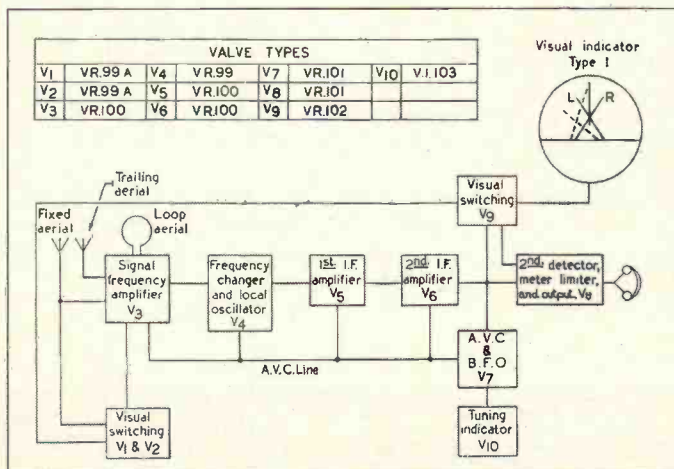 VALVE TYPES
V1 VR.99 A V4 VR.99 V7 VR.101 V10 V.I.103
V2 VR.99 A V5 VR.100 V8 VR.101
V3 VR.100 V6 VR.100 V9 VR.102
Visual indicator
Type I
L R
Trailing
aerial
Fixed
aerial
Loop
aerial
Signal
frequency
amplifier
V3
Frequency
changer
and local
oscillator
V4
1st. I.F.
amplifier
V5
2nd. I.F.
amplifier
V6
Visual
switching
V9
2nd. detector,
meter limiter,
and output, V8
A.V.C
&
B.F.O
V7
A.V.C. Line
Visual
switching
V1 & V2
Tuning
indicator
V10